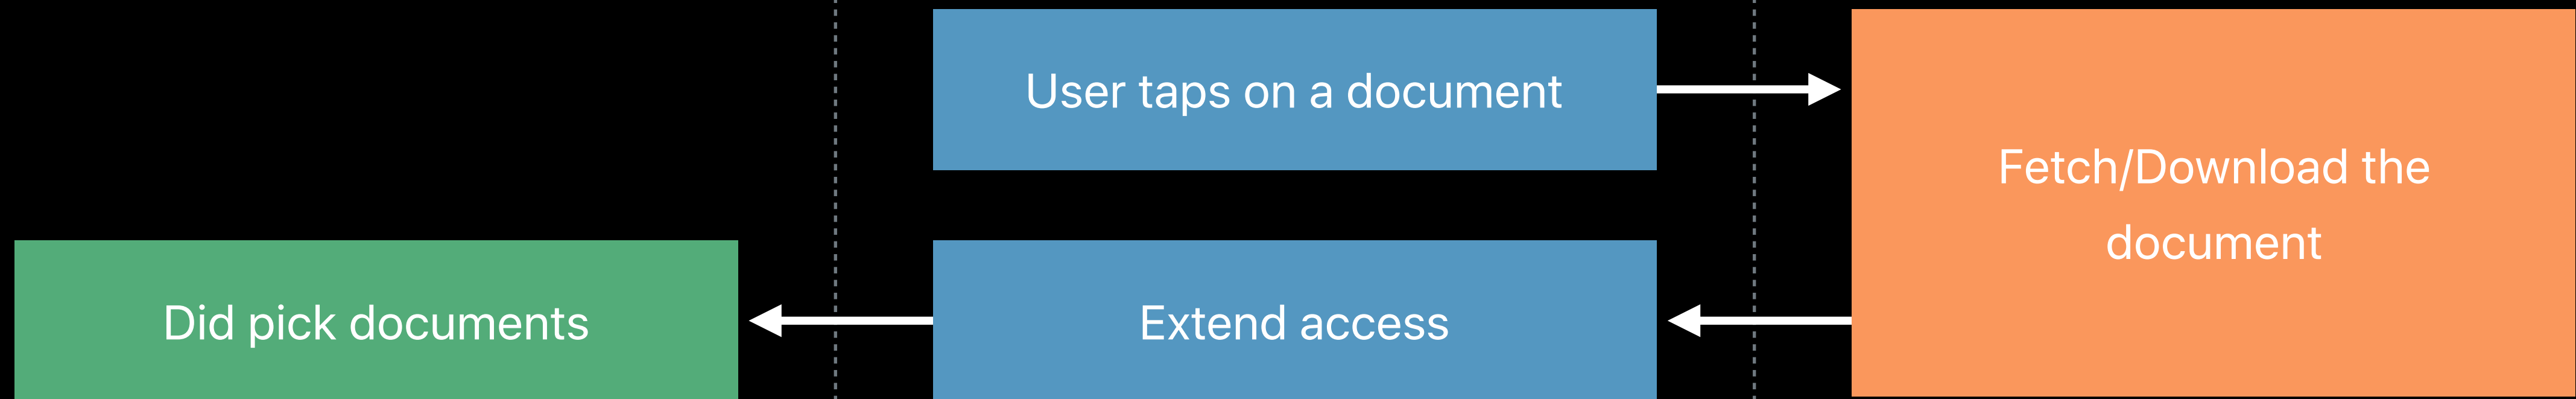 User taps on a document
Fetch/Download the
document
Did pick documents
Extend access